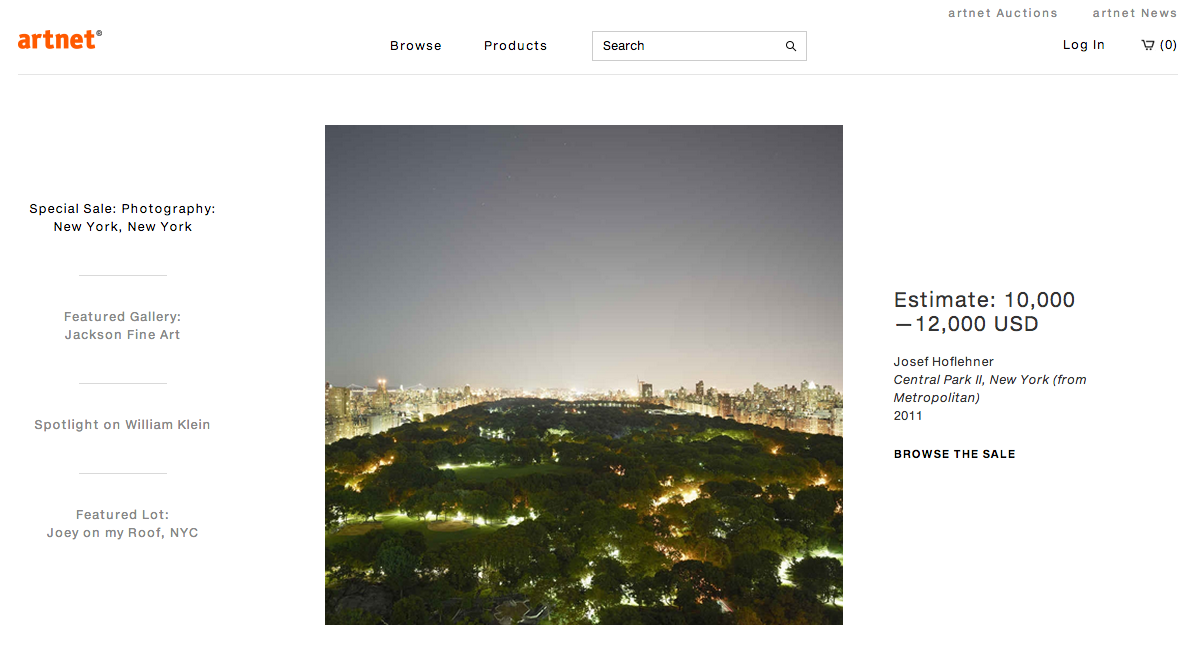 artnet Auctions
artnet News
artnet®
Browse
Products
Search
Log In
(0)
Special Sale: Photography:
New York, New York
Featured Gallery:
Jackson Fine Art
Spotlight on William Klein
Featured Lot:
Joey on my Roof, NYC
Estimate: 10,000
—12,000 USD
Josef Hoflehner
Central Park II, New York (from
Metropolitan)
2011
BROWSE THE SALE